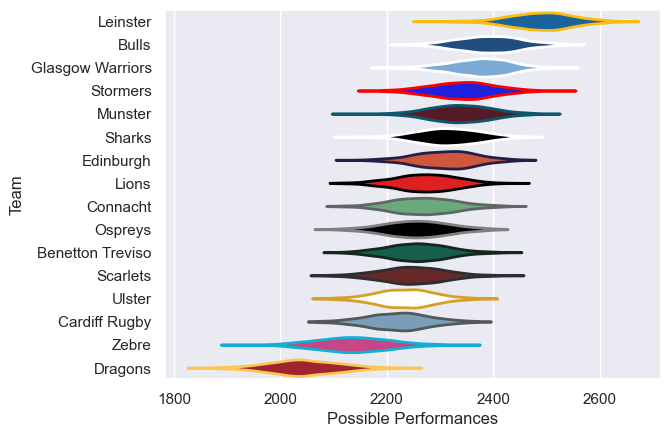 Team
Leinster
Bulls
Glasgow Warriors
Stormers
Munster
Sharks
Edinburgh
Lions
Connacht
Ospreys
Benetton Treviso
Scarlets
Ulster
Cardiff Rugby
Zebre
Dragons
1800 2000 2200 2400 2600
Possible Performances